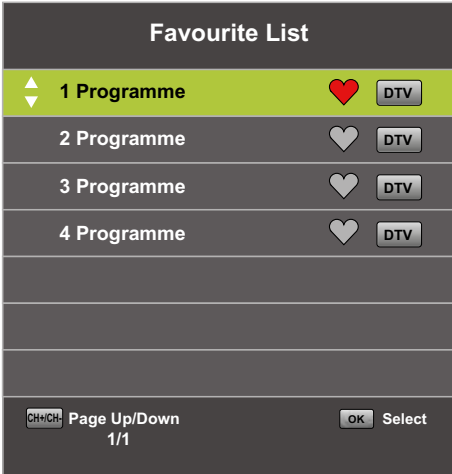 Favourite List
1 Programme DTV
2 Programme DTV
3 Programme DTV
4 Programme DTV
CH+/CH- Page Up/Down OK Select
1/1